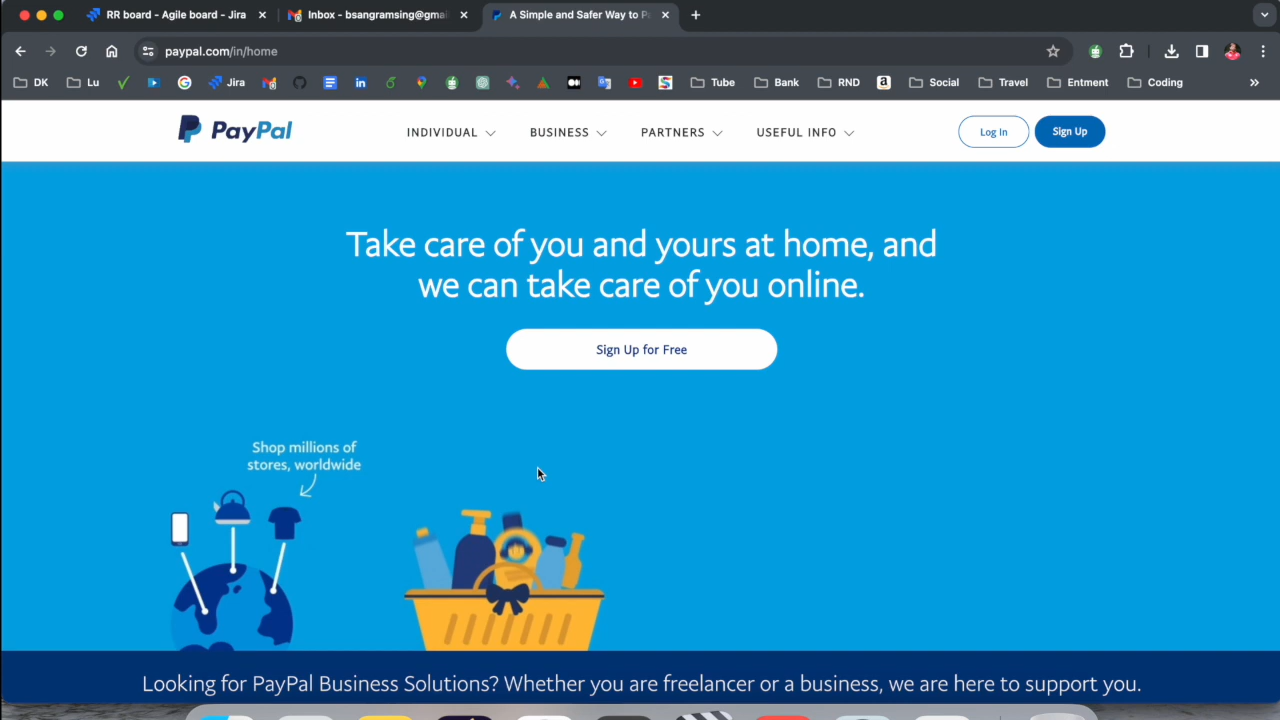 RR board - Agile board - Jira
Inbox - bsangramsing@gmai
A Simple and Safer Way to Pa
paypal.com/in/home
DK
Lu
Jira
Tube
Bank
RND
Social
Travel
Entment
Coding
PayPal
INDIVIDUAL
BUSINESS
PARTNERS
USEFUL INFO
Log In
Sign Up
Take care of you and yours at home, and
we can take care of you online.
Sign Up for Free
Shop millions of
stores, worldwide
Looking for PayPal Business Solutions? Whether you are freelancer or a business, we are here to support you.